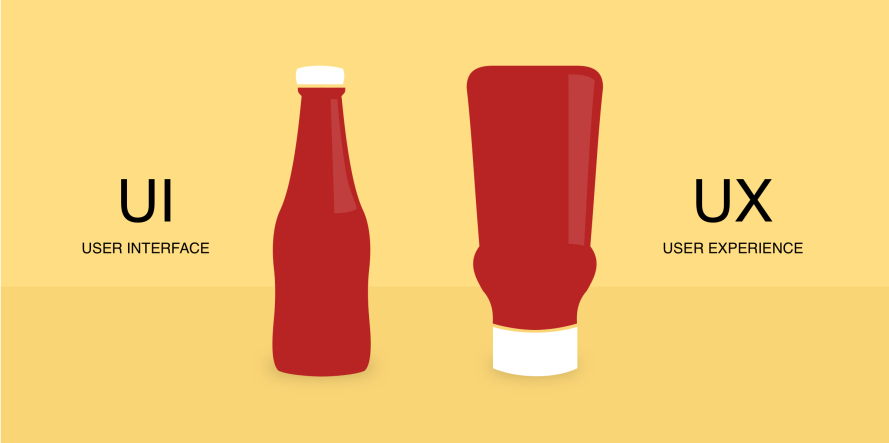 UI
USER INTERFACE
UX
USER EXPERIENCE